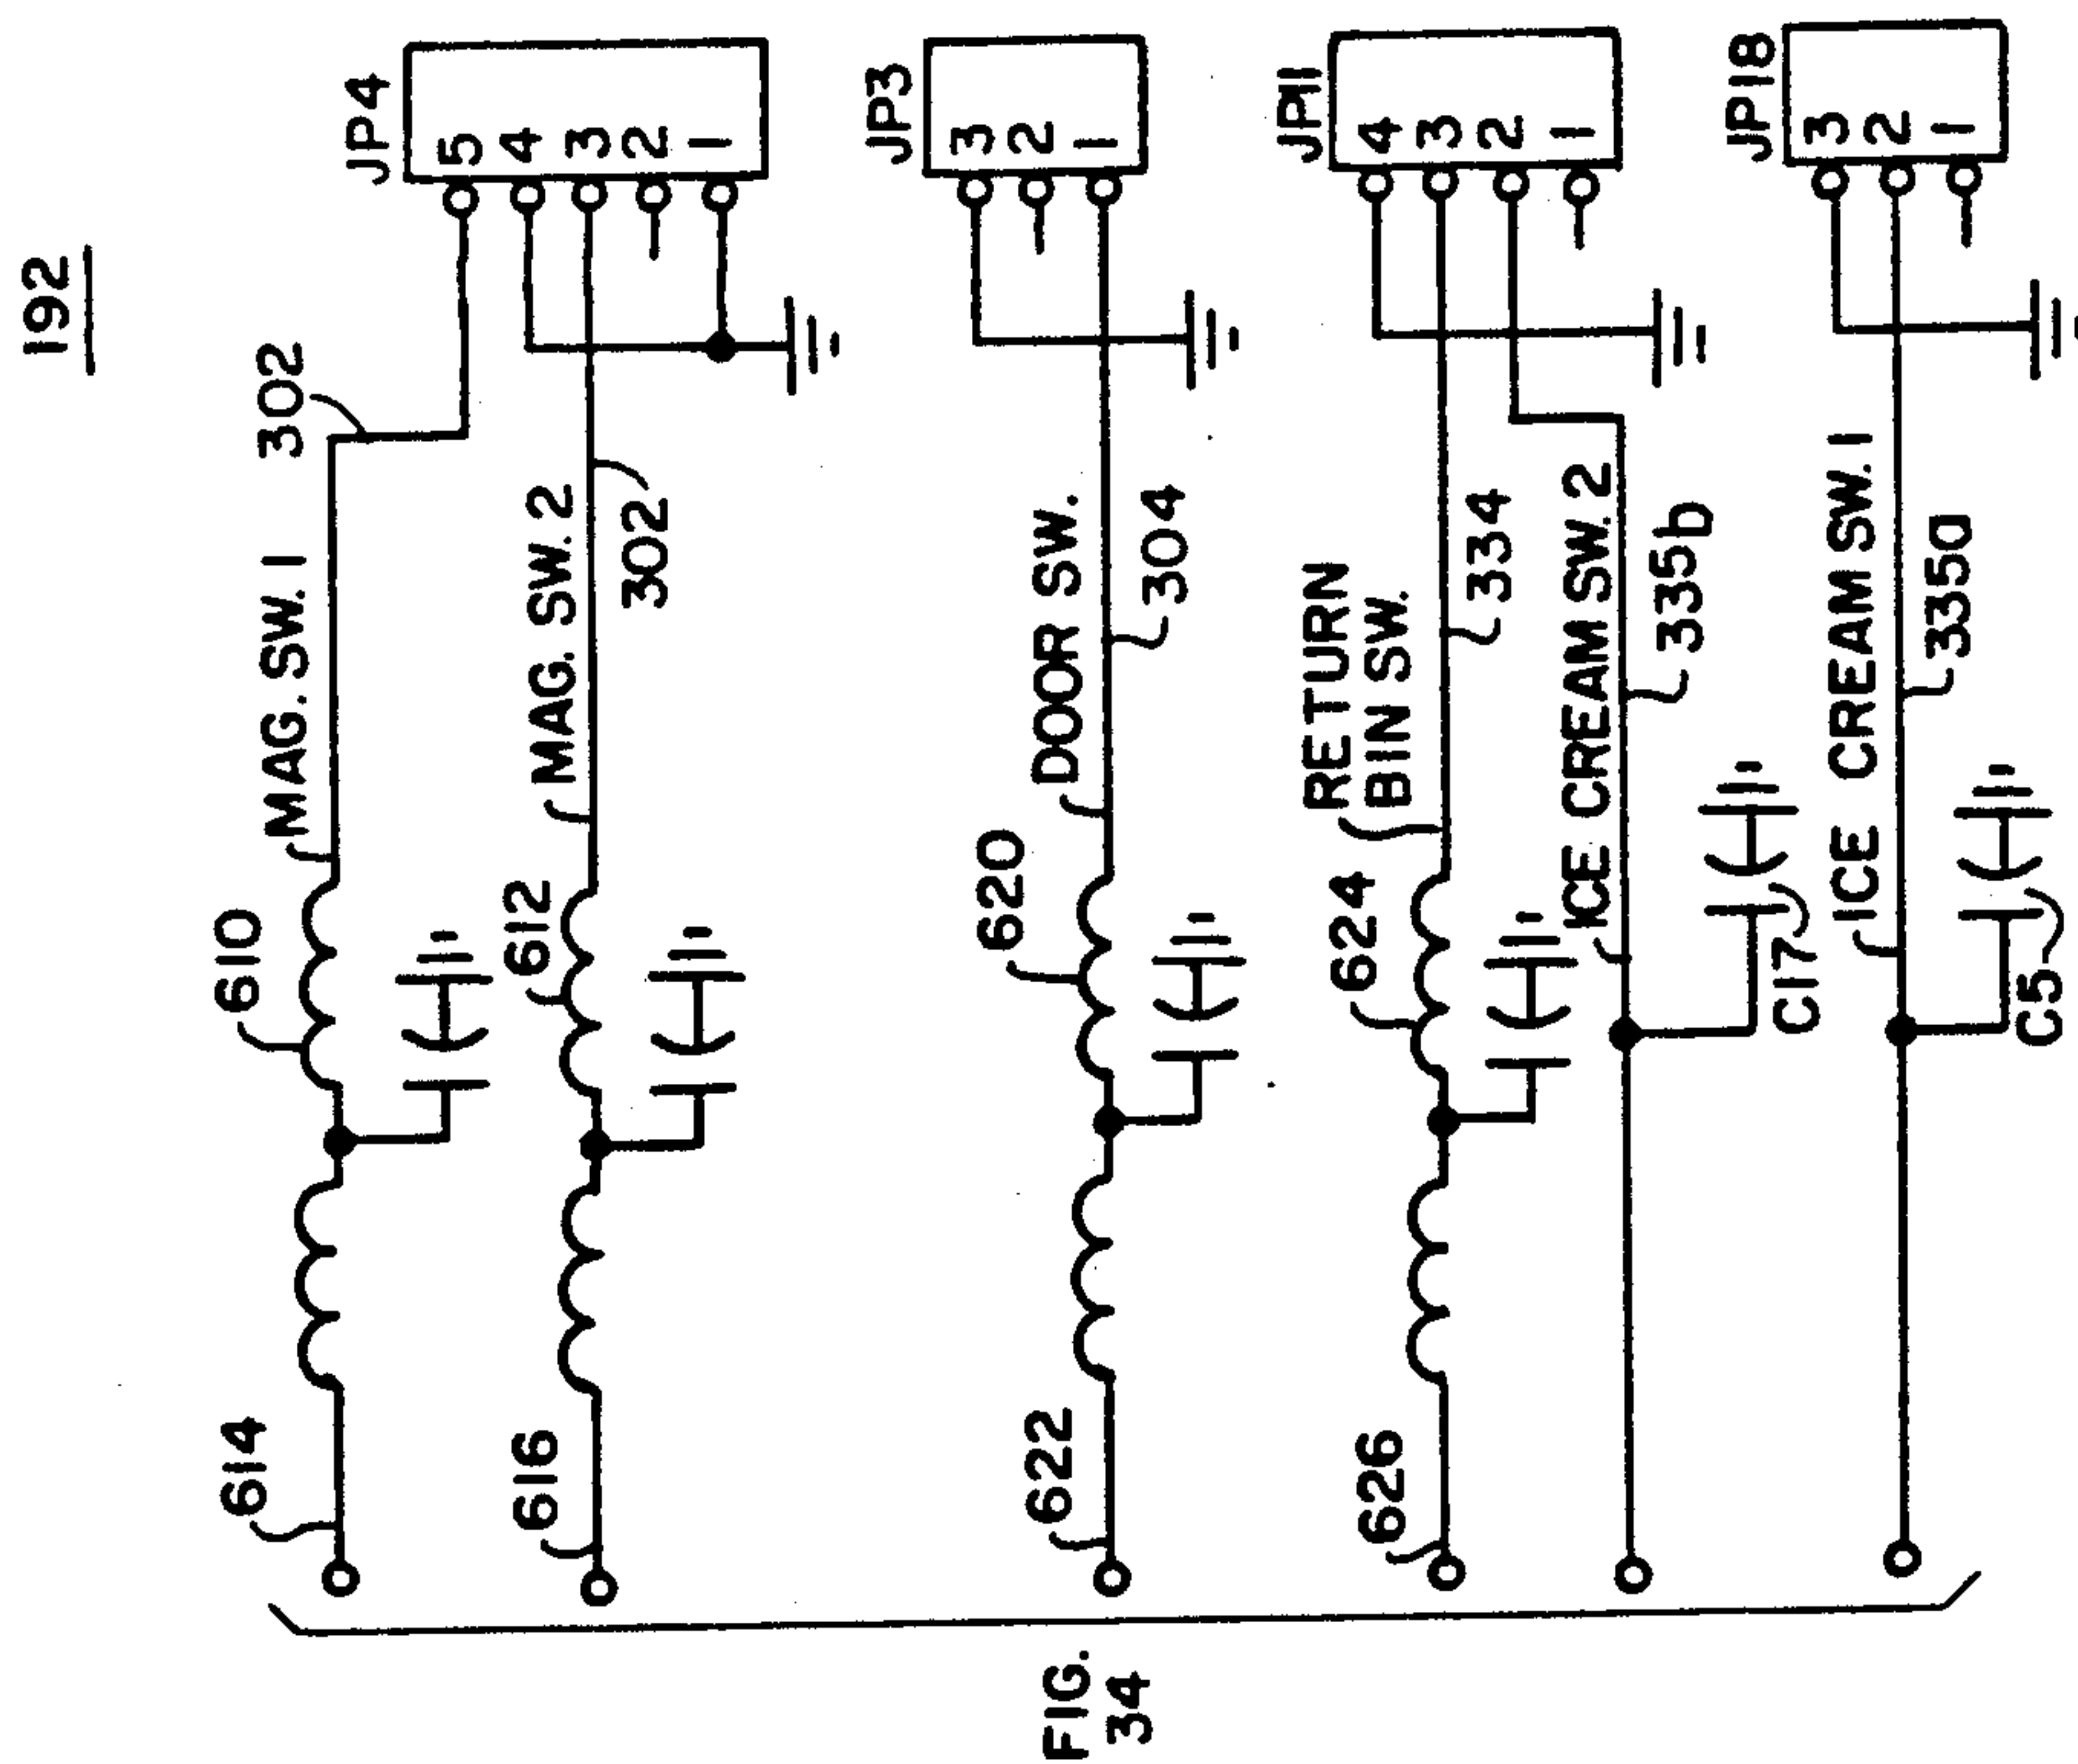 192
610
614
MAG. SW. 1
302
JP4
5
4
3
2
1
612
616
MAG. SW. 2
302
620
622
DOOR SW.
304
JP3
3
2
1
624
626
RETURN
BIN SW.
334
JP11
4
3
2
1
ICE CREAM SW. 2
335b
C17
ICE CREAM SW. 1
335a
C5
JP118
3
2
1
FIG.
34